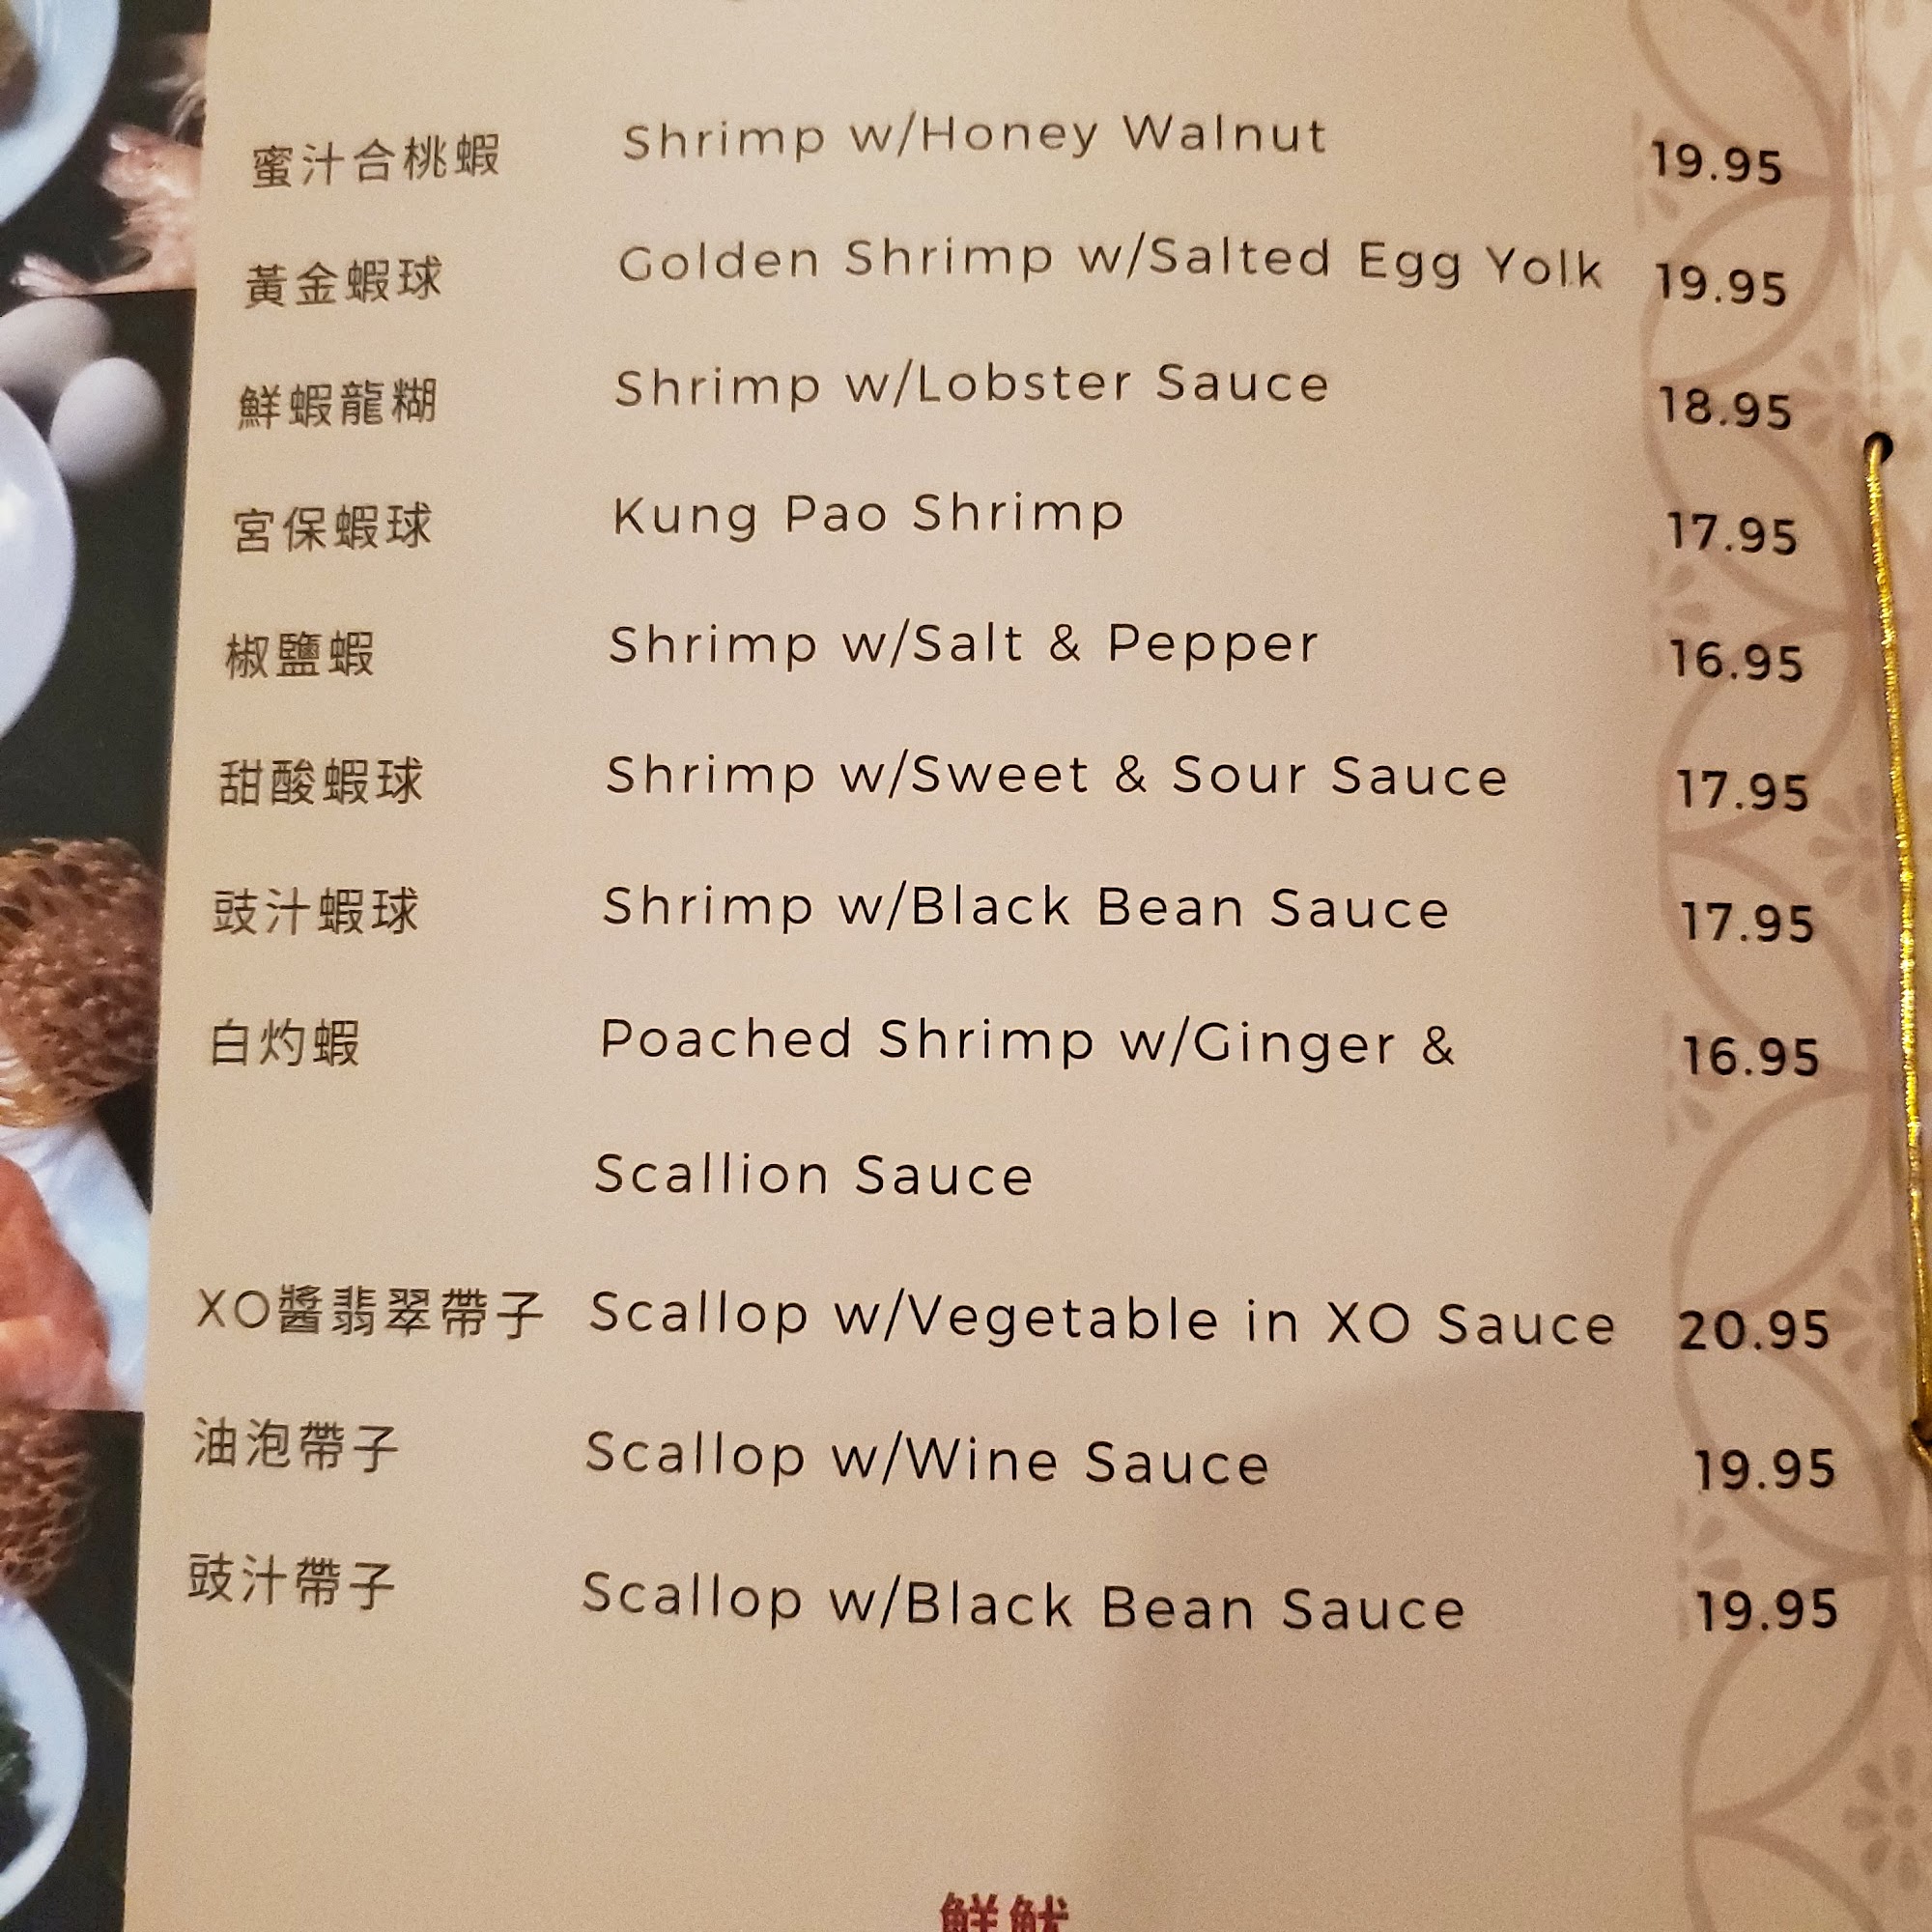 蜜汁合桃蝦 Shrimp w/Honey Walnut 19.95
黃金蝦球 Golden Shrimp w/Salted Egg Yolk 19.95
鮮蝦龍糊 Shrimp w/Lobster Sauce 18.95
宮保蝦球 Kung Pao Shrimp 17.95
椒鹽蝦 Shrimp w/Salt & Pepper 16.95
甜酸蝦球 Shrimp w/Sweet & Sour Sauce 17.95
豉汁蝦球 Shrimp w/Black Bean Sauce 17.95
白灼蝦 Poached Shrimp w/Ginger & 16.95
Scallion Sauce
XO醬翡翠帶子 Scallop w/Vegetable in XO Sauce 20.95
油泡帶子 Scallop w/Wine Sauce 19.95
豉汁帶子 Scallop w/Black Bean Sauce 19.95
鮮魷